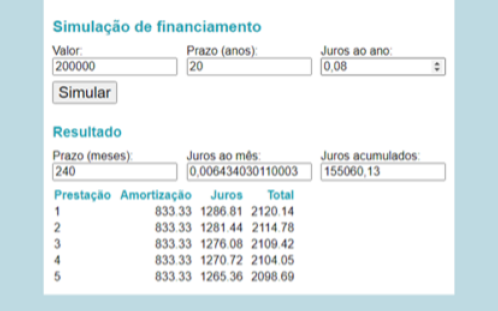 Simulação de financiamento
Valor: Prazo (anos): Juros ao ano:
200000 20 0,08
Simular
Resultado
Prazo (meses): Juros ao mês: Juros acumulados:
240 0,006434030110003 155060,13
Prestação Amortização Juros Total
1 833.33 1286.81 2120.14
2 833.33 1281.44 2114.78
3 833.33 1276.08 2109.42
4 833.33 1270.72 2104.05
5 833.33 1265.36 2098.69